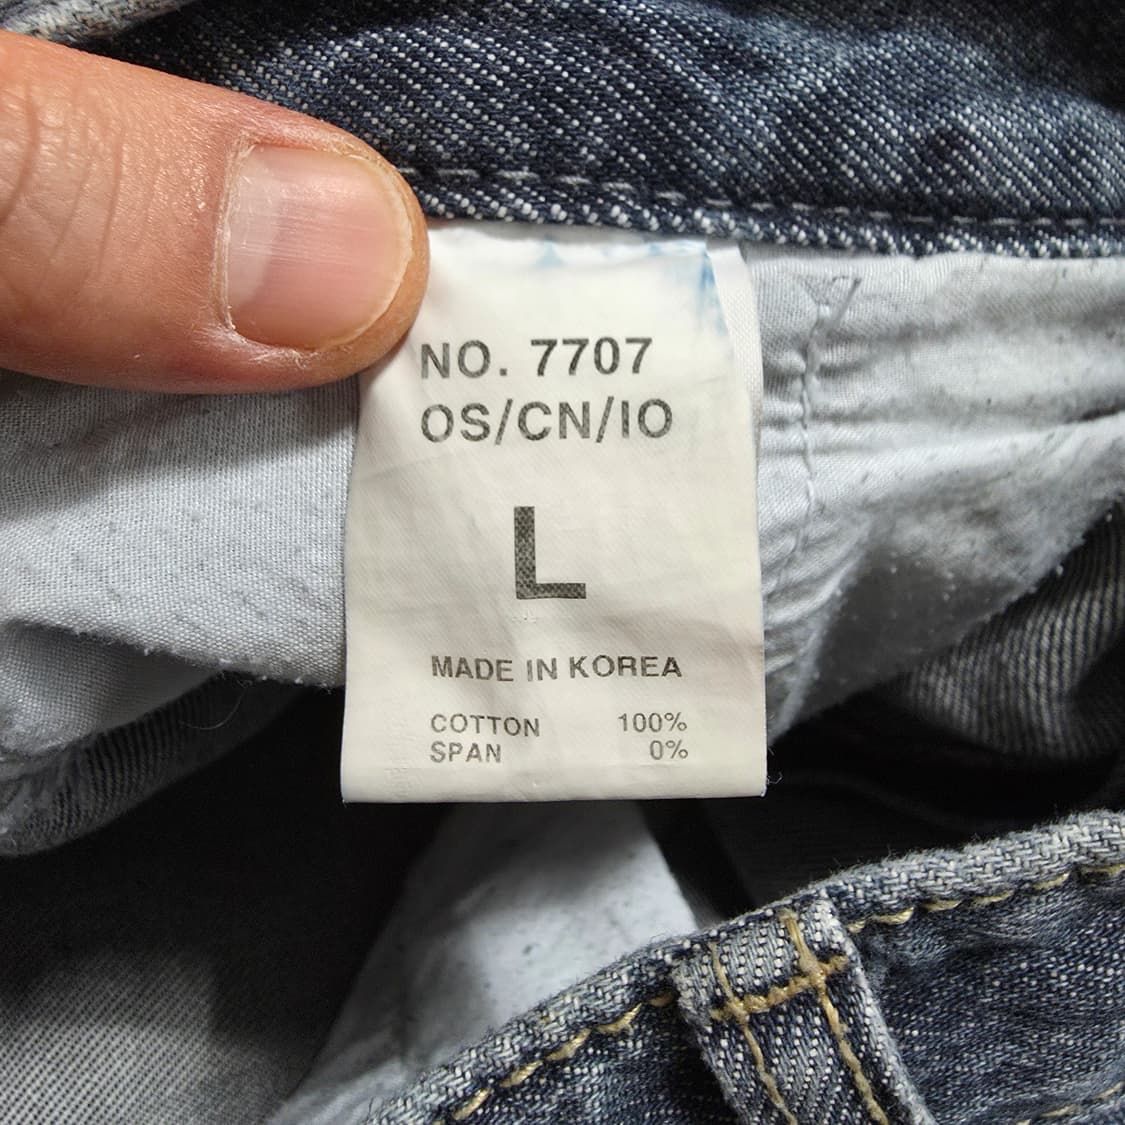 NO. 7707
OS/CN/IO
L
MADE IN KOREA
COTTON 100%
SPAN 0%